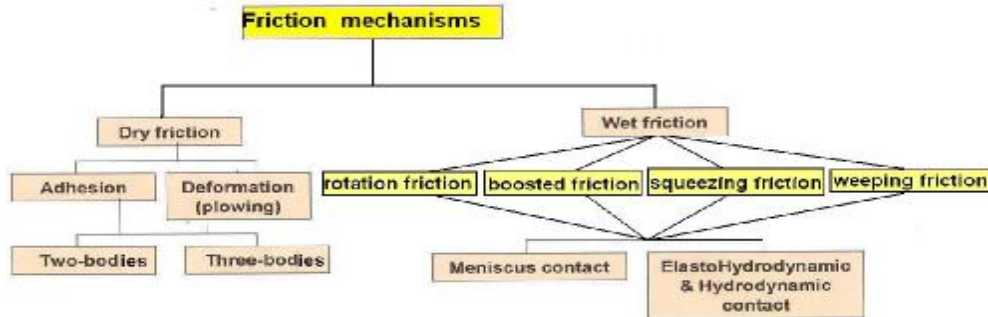 Friction mechanisms
Dry friction
Wet friction
Adhesion
Deformation
(plowing)
rotation friction
boosted friction
squeezing friction
weeping friction
Two-bodies
Three-bodies
Meniscus contact
ElastoHydrodynamic
& Hydrodynamic
contact